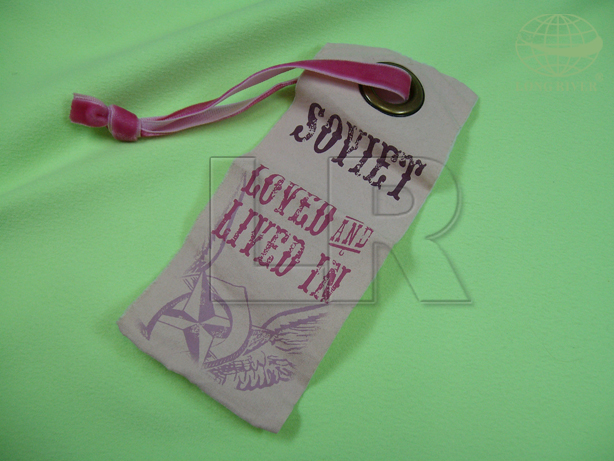 SOVIET
LOVED AND
LIVED IN
LR